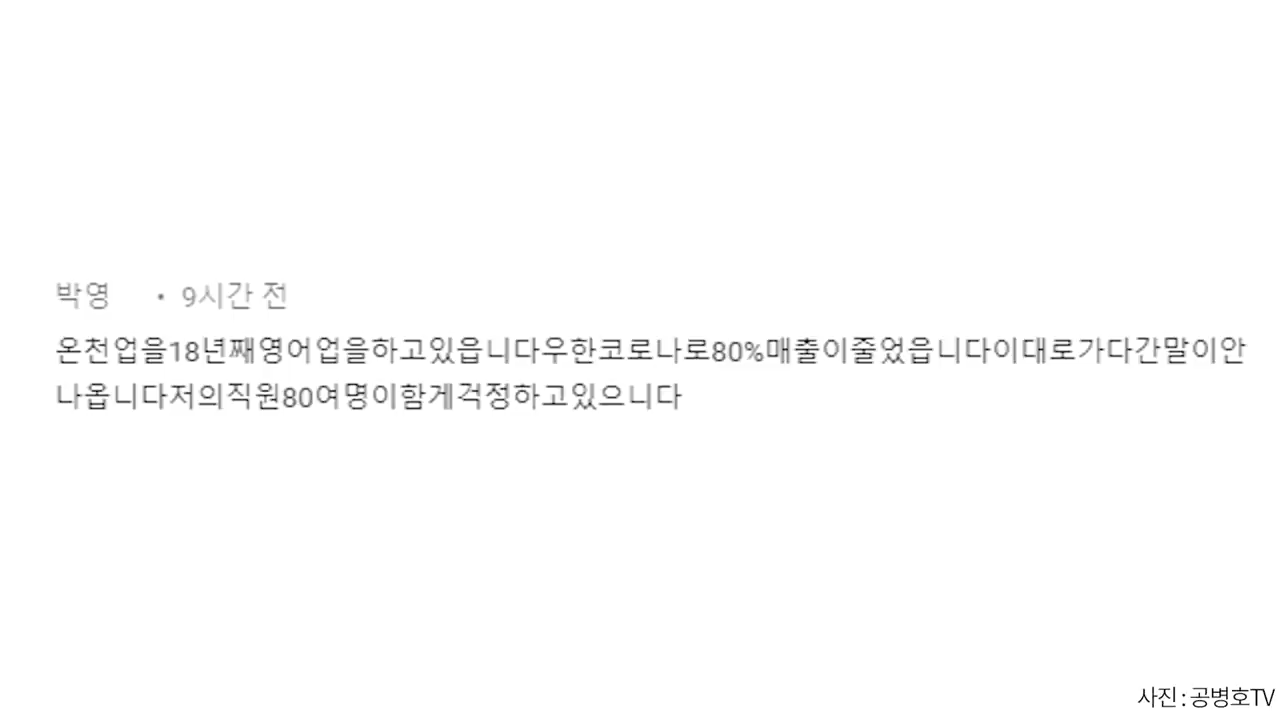 박영 • 9시간 전
온천업을18년째영어업을하고있읍니다우한코로나로80%매출이줄었읍니다이대로가다간말이안
나옵니다저의직원80여명이함게걱정하고있으니다
사진 : 공병호TV